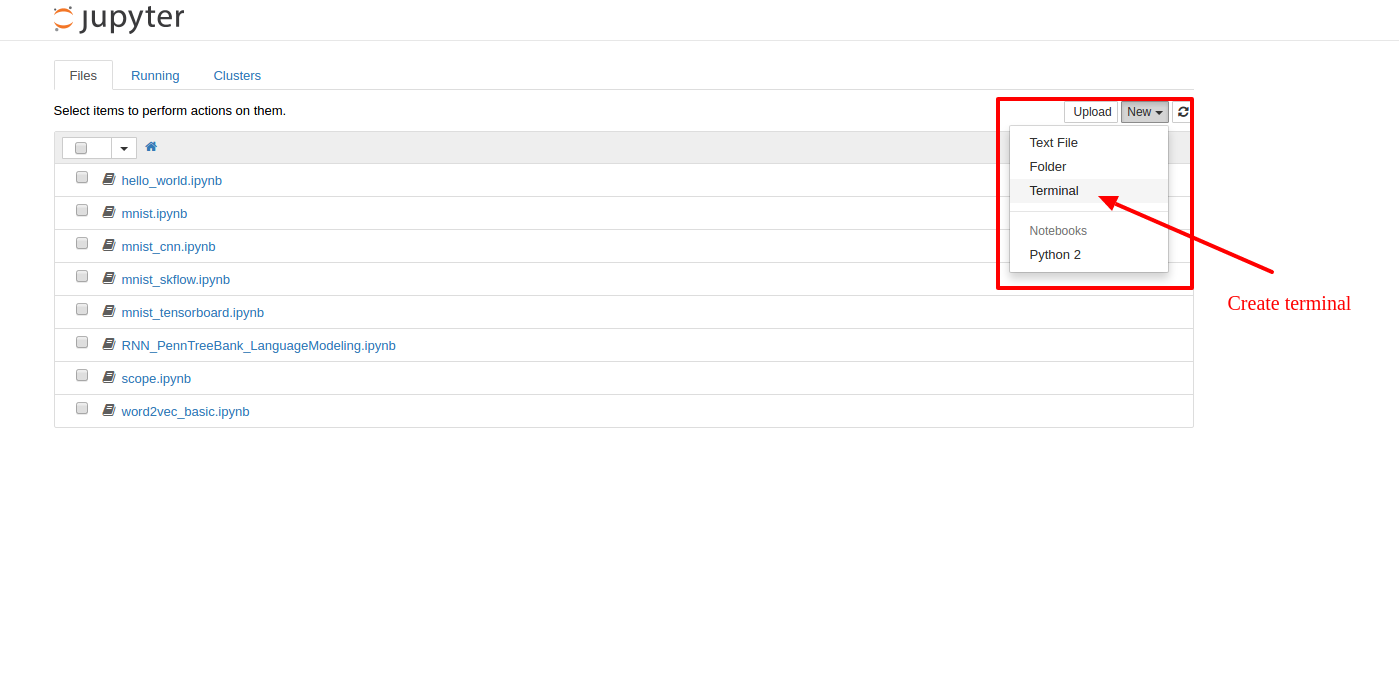 jupyter
Files Running Clusters
Select items to perform actions on them.
Upload New
Text File
Folder
Terminal
Notebooks
Python 2
hello_world.ipynb
mnist.ipynb
mnist_cnn.ipynb
mnist_skflow.ipynb
mnist_tensorboard.ipynb
RNN_PennTreeBank_LanguageModeling.ipynb
scope.ipynb
word2vec_basic.ipynb
Create terminal